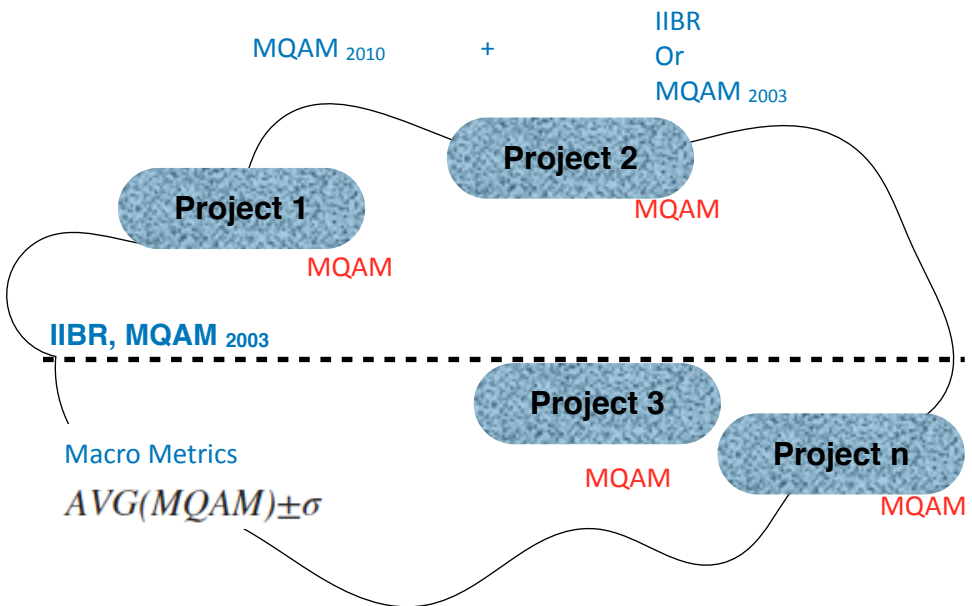 MQAM 2010 + IIBR
Or
MQAM 2003
Project 2
MQAM
Project 1
MQAM
IIBR, MQAM 2003
Project 3
MQAM
Project n
MQAM
Macro Metrics
AVG(MQAM)±σ